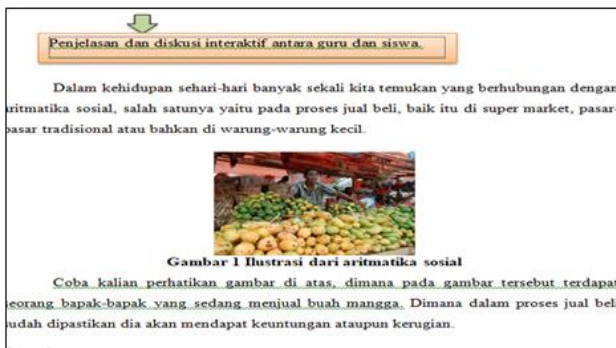 Penjelasan dan diskusi interaktif antara guru dan siswa.
Dalam kehidupan sehari-hari banyak sekali kita temukan yang berhubungan dengan
aritmatika sosial, salah satunya yaitu pada proses jual beli, baik itu di super market, pasar-
pasar tradisional atau bahkan di warung-warung kecil.
Gambar 1 Ilustrasi dari aritmatika sosial
Coba kalian perhatikan gambar di atas, dimana pada gambar tersebut terdapat
seorang bapak-bapak yang sedang menjual buah mangga. Dimana dalam proses jual beli
sudah dipastikan dia akan mendapat keuntungan ataupun kerugian.